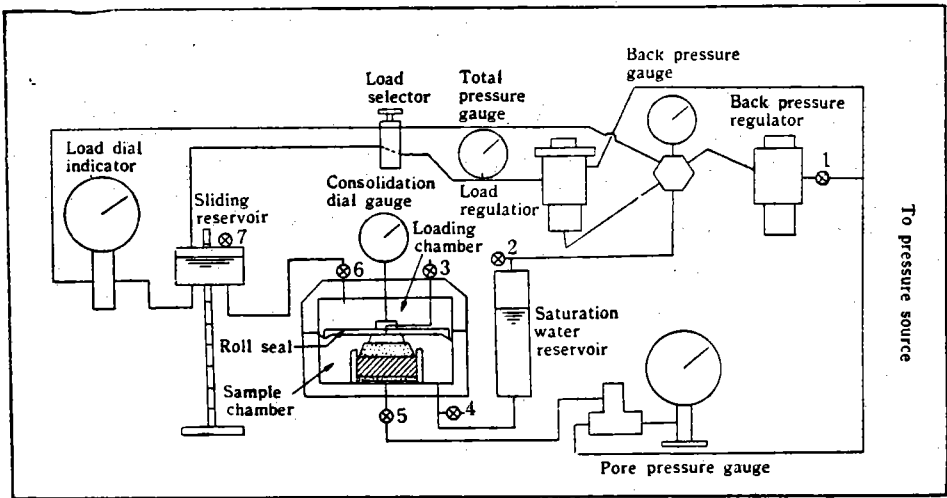 Back pressure
gauge
Load
selector
Total
pressure
gauge
Back pressure
regulator
1
Load dial
indicator
Consolidation
dial gauge
Load
regulatior
Sliding
reservoir
7
Loading
chamber
2
6
3
To pressure source
Saturation
water
reservoir
Roll seal
Sample
chamber
5
4
Pore pressure gauge